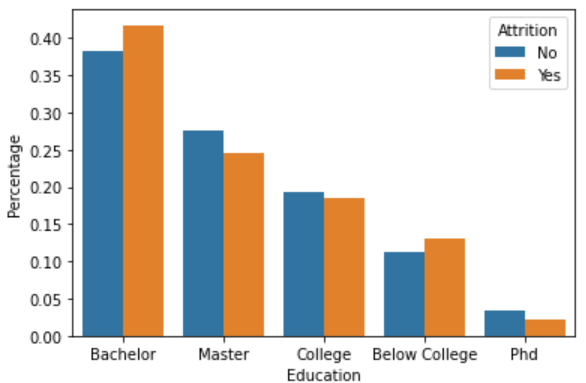 Attrition
No
Yes
0.40
0.35
0.30
0.25
0.20
0.15
0.10
0.05
0.00
Percentage
Bachelor Master College Below College Phd
Education